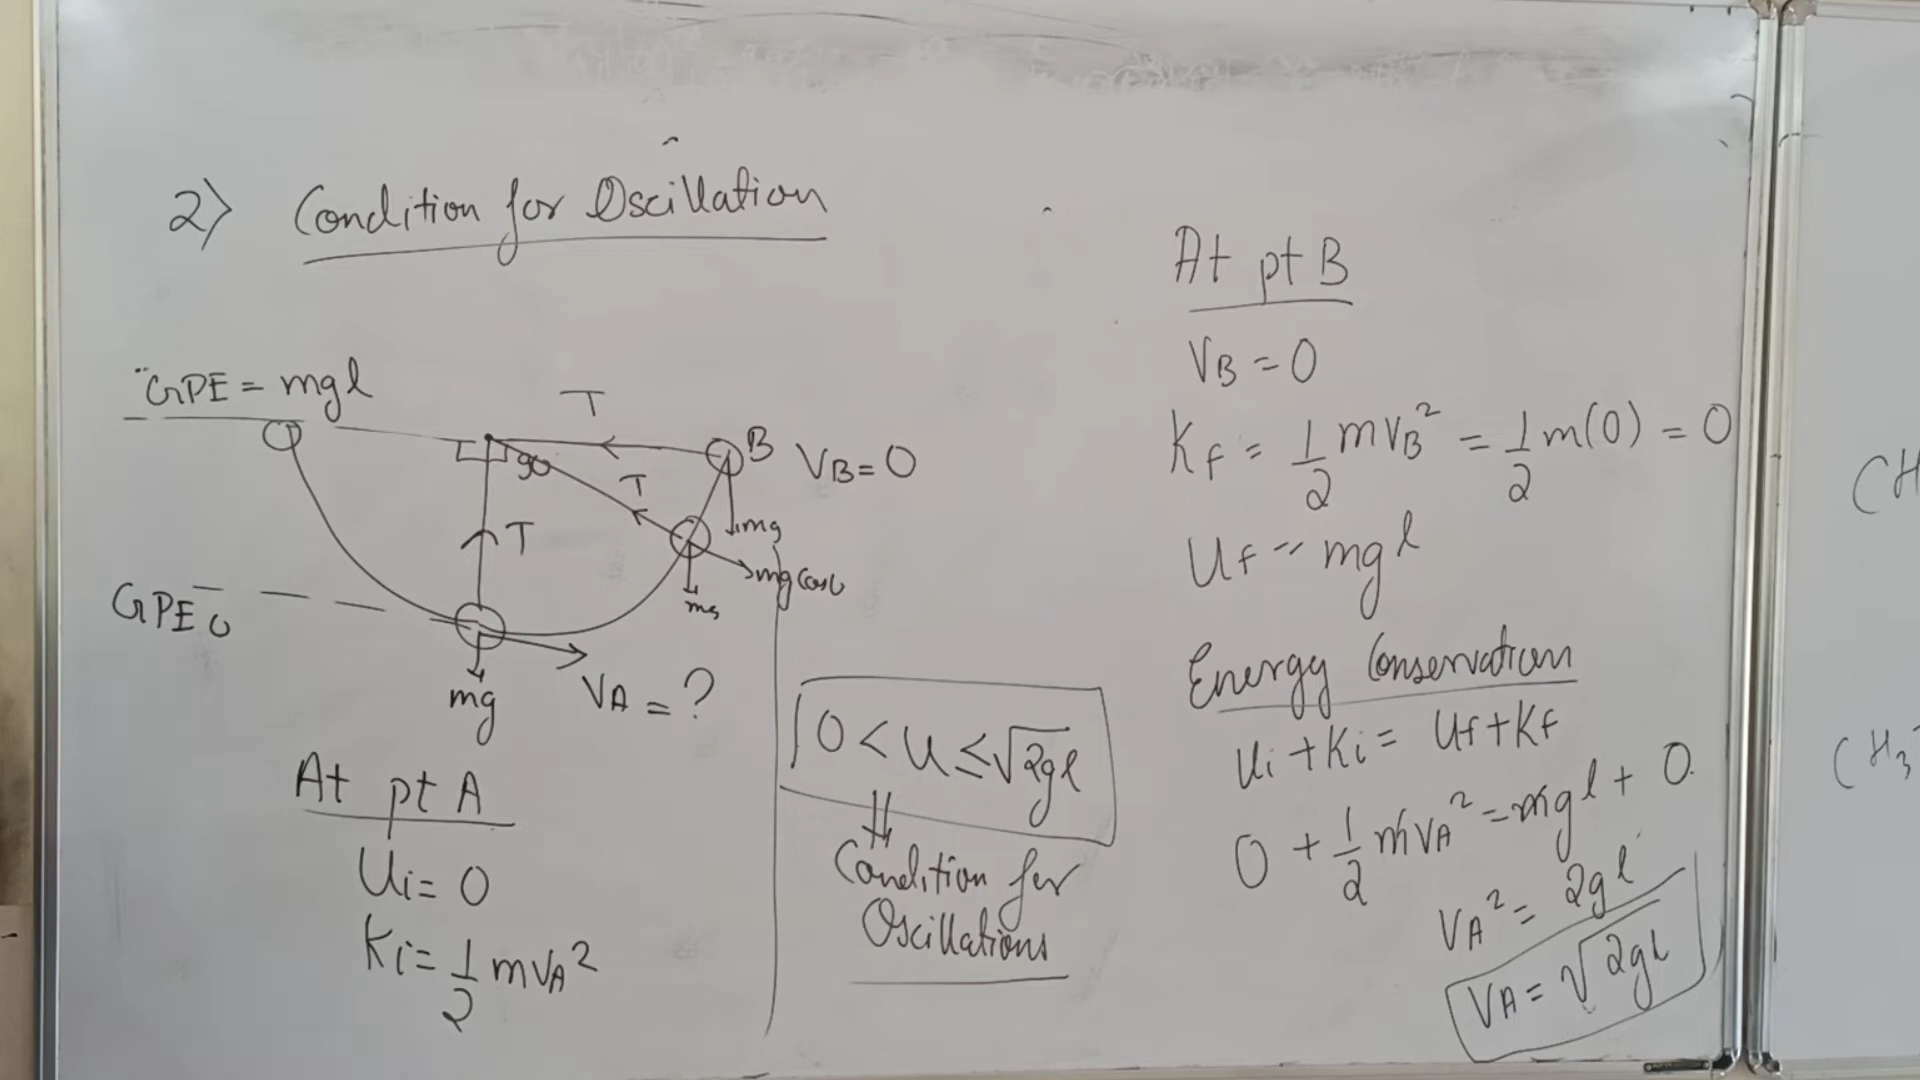 2) Condition for Oscillation
GPE = mgl
T
B VB = 0
90
T
T
mg
mg cos
mg
GPE 0
mg
VA = ?
At pt A
Ui = 0
Ki = 1/2 mVA²
0 < u ≤ √2gl
Condition for
Oscillations
At pt B
VB = 0
Kf = 1/2 mVB² = 1/2 m(0) = 0
Uf = mgl
Energy Conservation
Ui + Ki = Uf + Kf
0 + 1/2 mVA² = mgl + 0
VA² = 2gl
VA = √2gl
CH
CH3